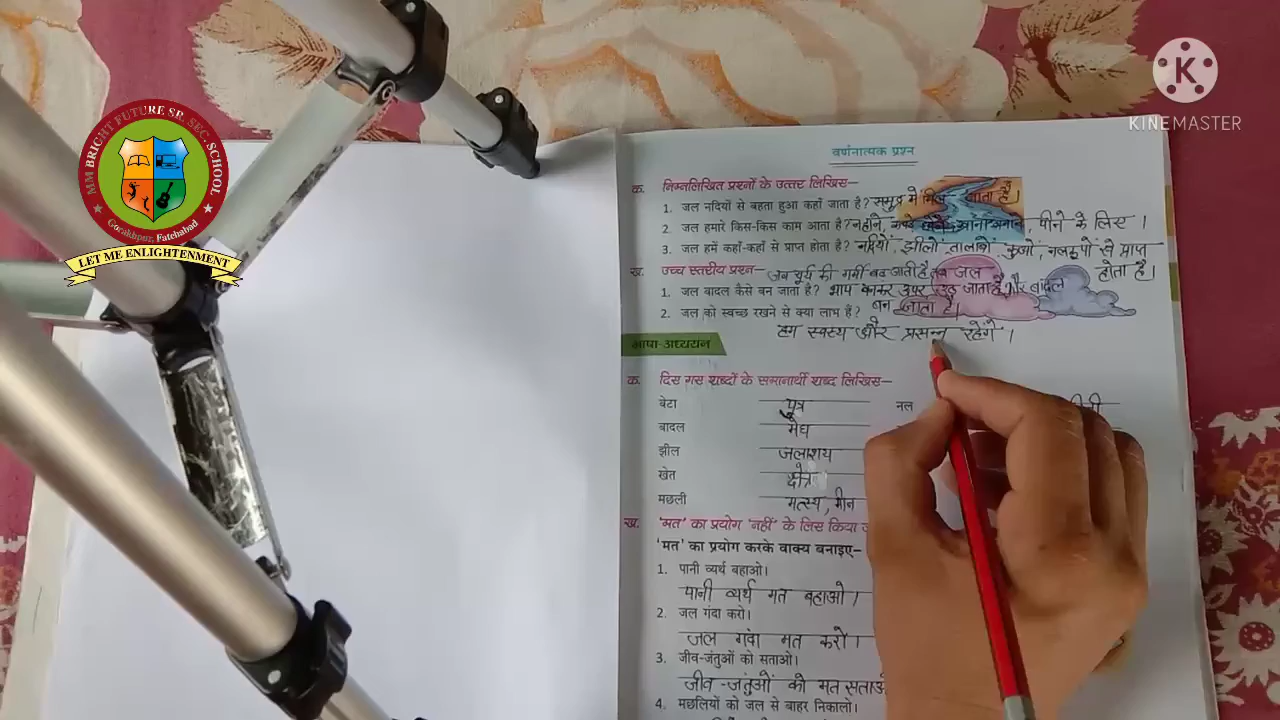 MM BRIGHT FUTURE SR. SEC. SCHOOL
Gorakhpur, Fatehabad
LET ME ENLIGHTENMENT
K
KINEMASTER
वर्णनात्मक प्रश्न
क. निम्नलिखित प्रश्नों के उत्तर लिखिए–
1. जल नदियों से बहता हुआ कहाँ जाता है? समुद्र में मिल जाता है।
2. जल हमारे किस-किस काम आता है? नहाने, कपड़े धोने, खाना बनाने, पीने के लिए ।
3. जल हमें कहाँ-कहाँ से प्राप्त होता है? नदियों, झीलों, तालाबों, कुओं, नलकूपों से प्राप्त होता है।
ख. उच्च स्तरीय प्रश्न– जब सूर्य की गर्मी बढ़ जाती है तब जल
1. जल बादल कैसे बन जाता है? भाप बनकर उपर उठ जाता है और बादल
2. जल को स्वच्छ रखने से क्या लाभ हैं? बन जाता है।
हम स्वस्थ और प्रसन्न रहेंगे ।
भाषा-अध्ययन
क. दिए गए शब्दों के समानार्थी शब्द लिखिए–
बेटा पुत्र नल
बादल मेघ
झील जलाशय
खेत क्षेत्र
मछली मत्स्य, मीन
ख. 'मत' का प्रयोग 'नहीं' के लिए किया
'मत' का प्रयोग करके वाक्य बनाइए–
1. पानी व्यर्थ बहाओ।
पानी व्यर्थ मत बहाओ ।
2. जल गंदा करो।
जल गंदा मत करो।
3. जीव-जंतुओं को सताओ।
जीव-जंतुओं को मत सताओ
4. मछलियों को जल से बाहर निकालो।